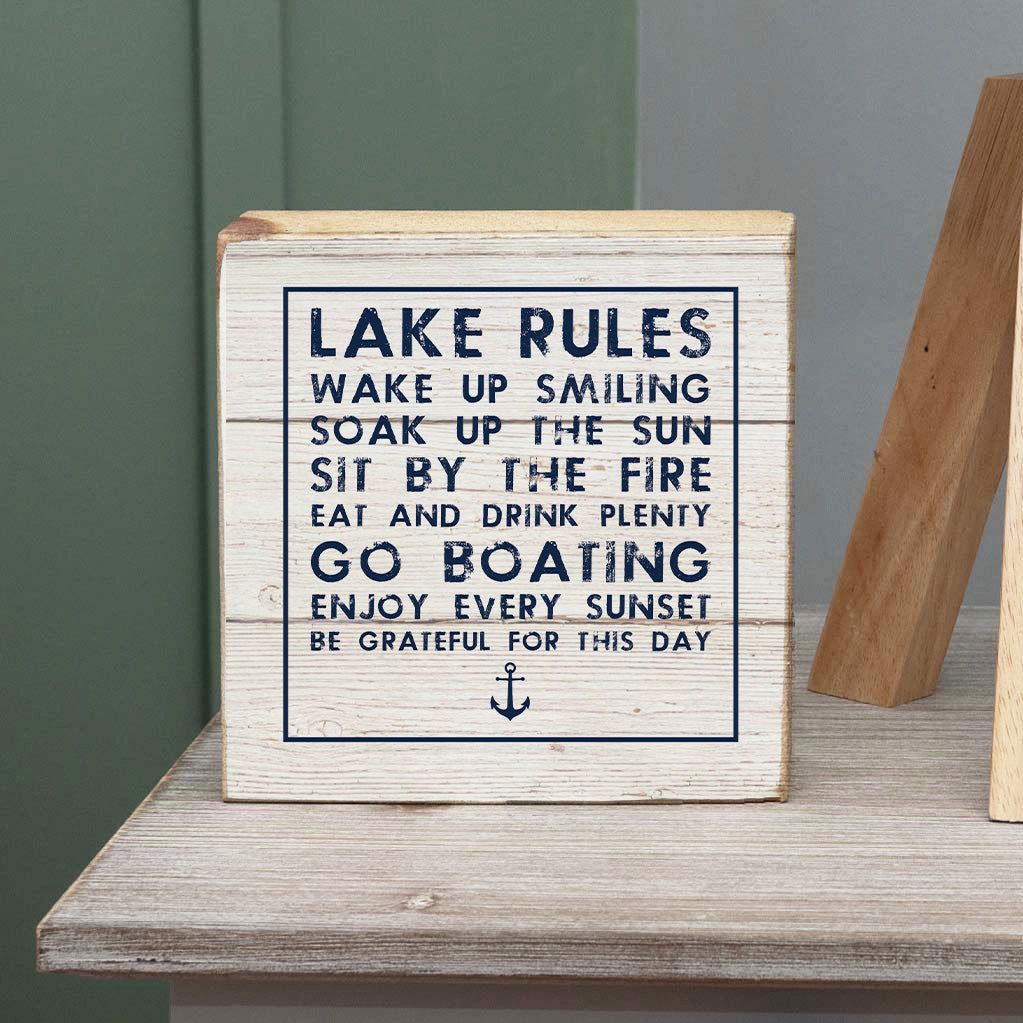 LAKE RULES
WAKE UP SMILING
SOAK UP THE SUN
SIT BY THE FIRE
EAT AND DRINK PLENTY
GO BOATING
ENJOY EVERY SUNSET
BE GRATEFUL FOR THIS DAY